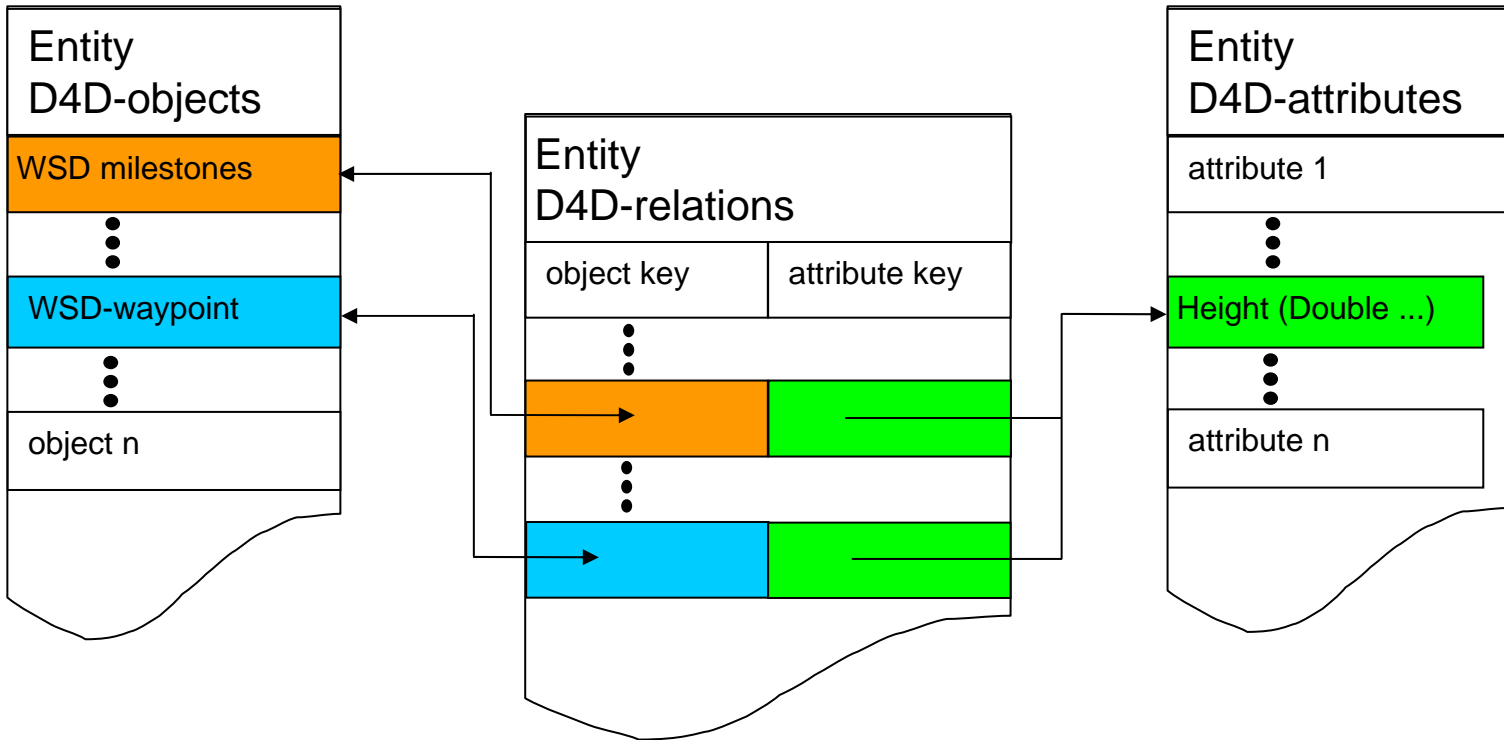 Entity
D4D-objects
WSD milestones
WSD-waypoint
object n
Entity
D4D-relations
object key
attribute key
Entity
D4D-attributes
attribute 1
Height (Double ...)
attribute n